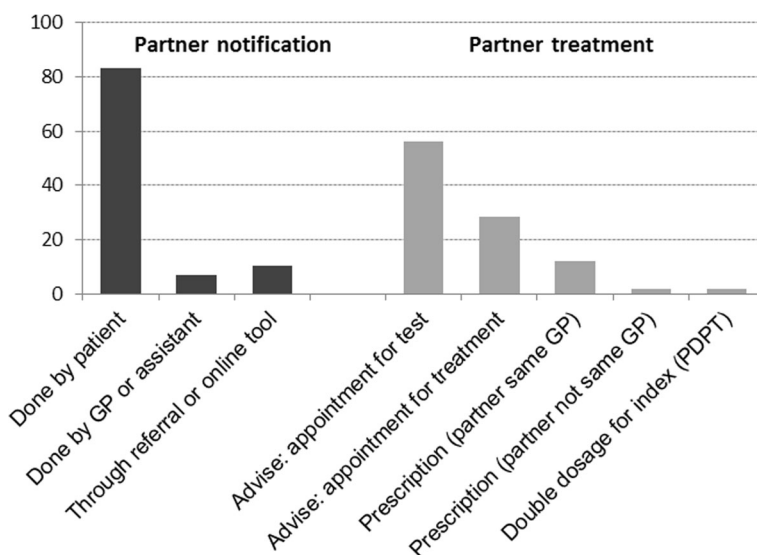 100
80
60
40
20
0
Partner notification
Partner treatment
Done by patient
Done by GP or assistant
Through referral or online tool
Advise: appointment for test
Advise: appointment for treatment
Prescription (partner same GP)
Prescription (partner not same GP)
Double dosage for index (PDPT)